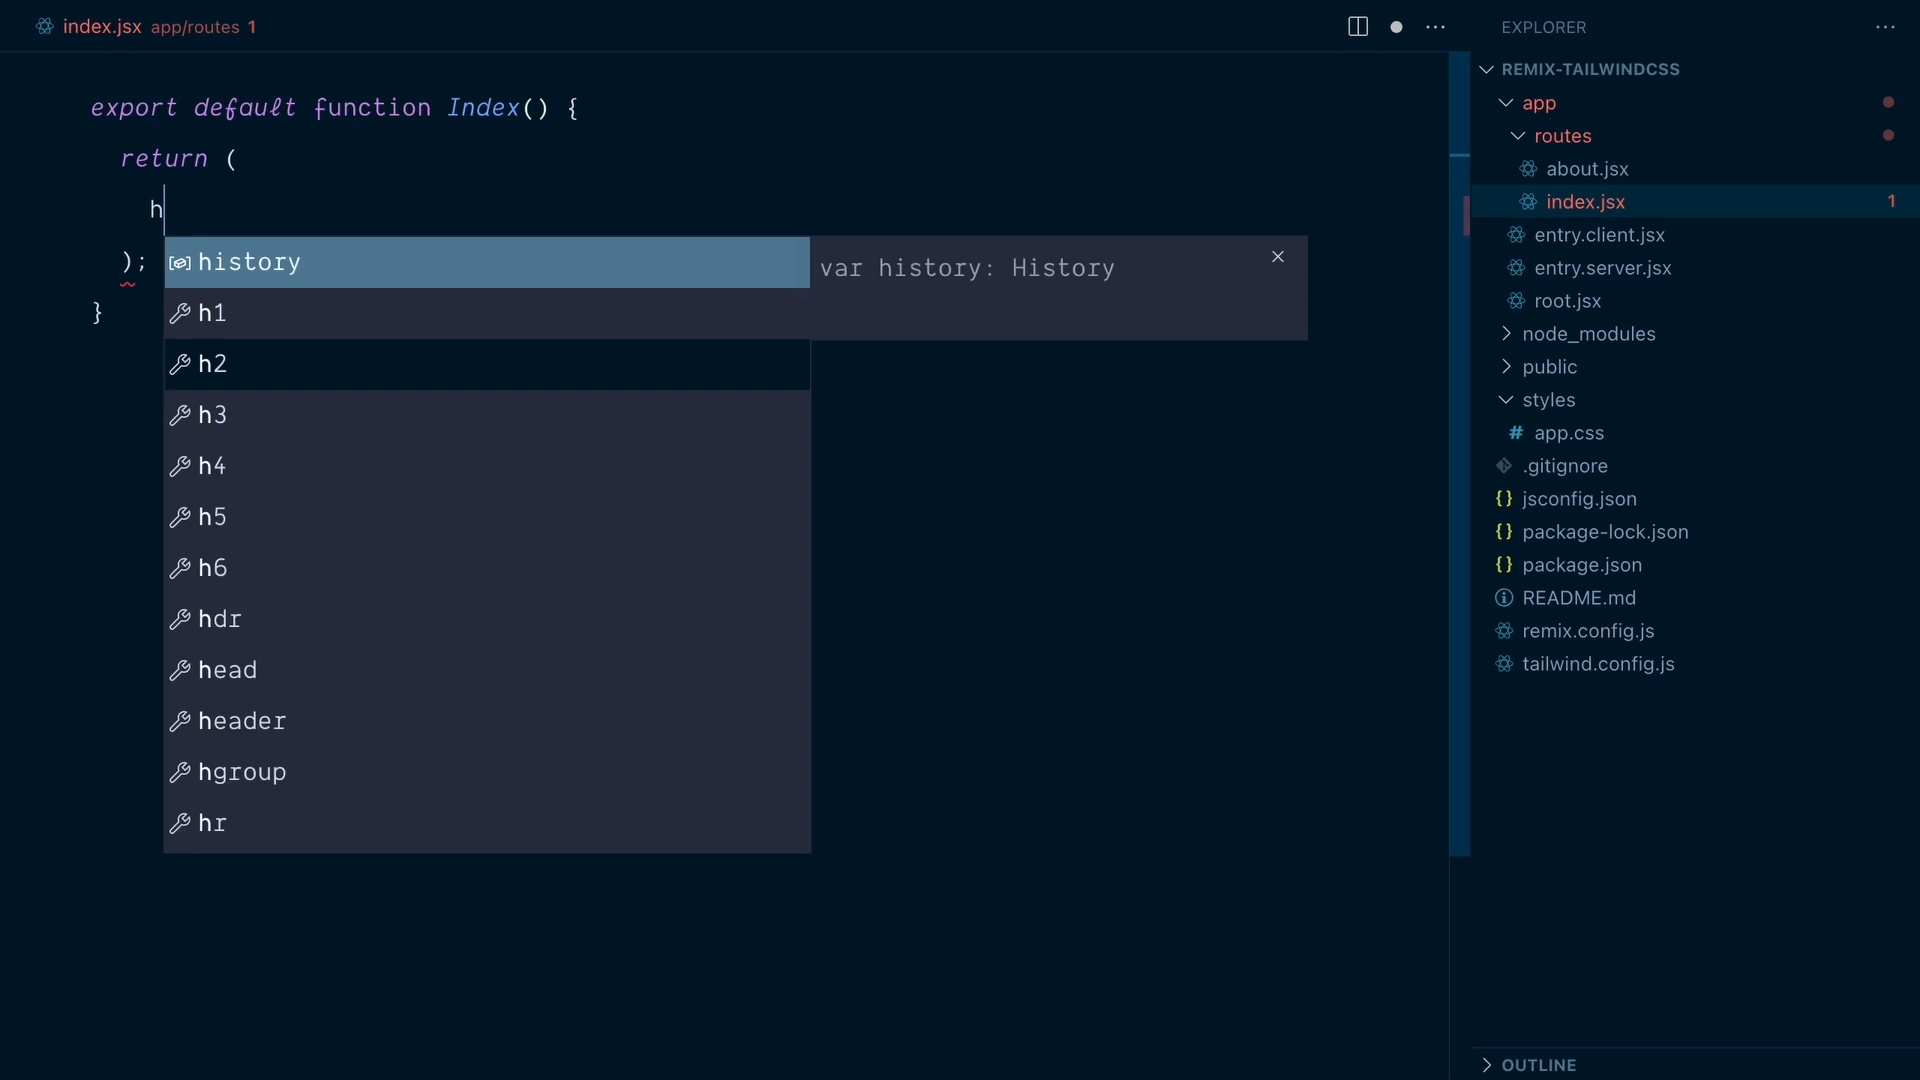 index.jsx app/routes 1
export default function Index() {
return (
h
);
}
history
h1
h2
h3
h4
h5
h6
hdr
head
header
hgroup
hr
var history: History
EXPLORER
REMIX-TAILWINDCSS
app
routes
about.jsx
index.jsx 1
entry.client.jsx
entry.server.jsx
root.jsx
node_modules
public
styles
# app.css
.gitignore
{} jsconfig.json
{} package-lock.json
{} package.json
README.md
remix.config.js
tailwind.config.js
OUTLINE